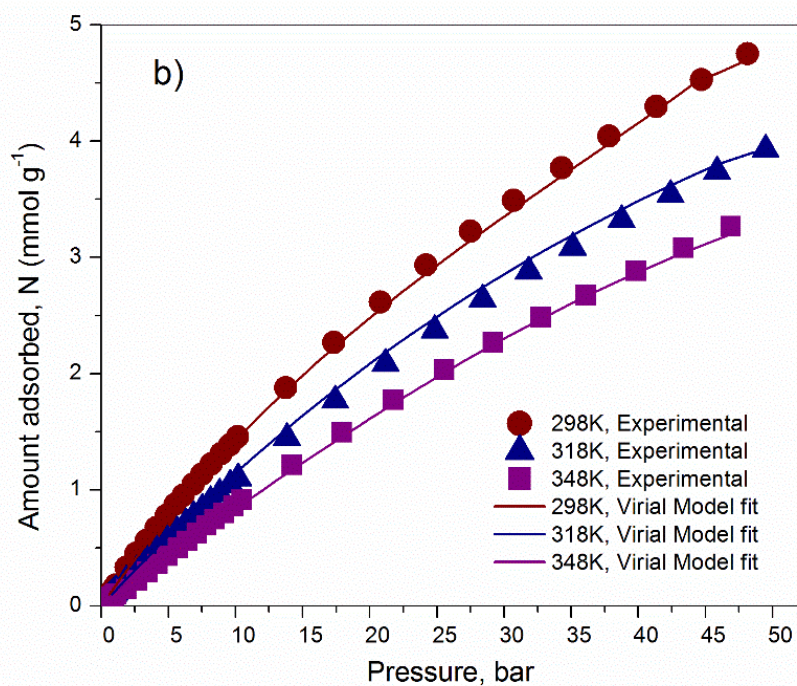 b)
Amount adsorbed, N (mmol g⁻¹)
5
4
3
2
1
0
298K, Experimental
318K, Experimental
348K, Experimental
298K, Virial Model fit
318K, Virial Model fit
348K, Virial Model fit
0 5 10 15 20 25 30 35 40 45 50
Pressure, bar